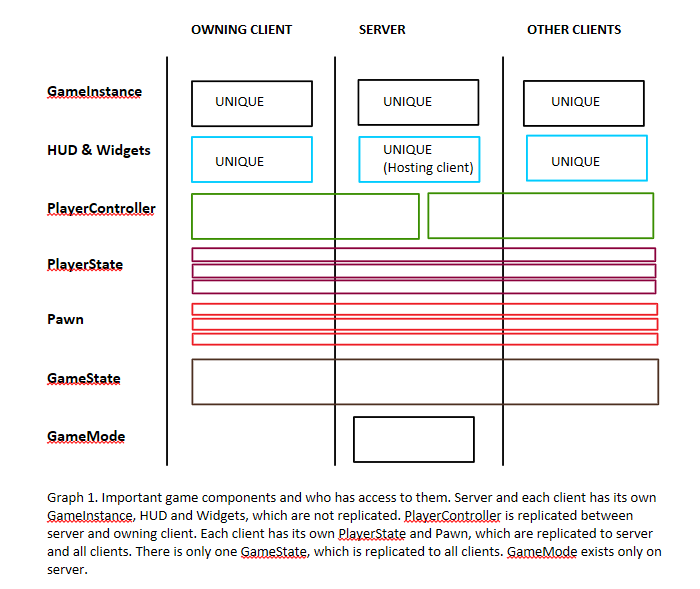 OWNING CLIENT SERVER OTHER CLIENTS
GameInstance UNIQUE UNIQUE UNIQUE
HUD & Widgets UNIQUE UNIQUE (Hosting client) UNIQUE
PlayerController
PlayerState
Pawn
GameState
GameMode
Graph 1. Important game components and who has access to them. Server and each client has its own
GameInstance, HUD and Widgets, which are not replicated. PlayerController is replicated between
server and owning client. Each client has its own PlayerState and Pawn, which are replicated to server
and all clients. There is only one GameState, which is replicated to all clients. GameMode exists only on
server.